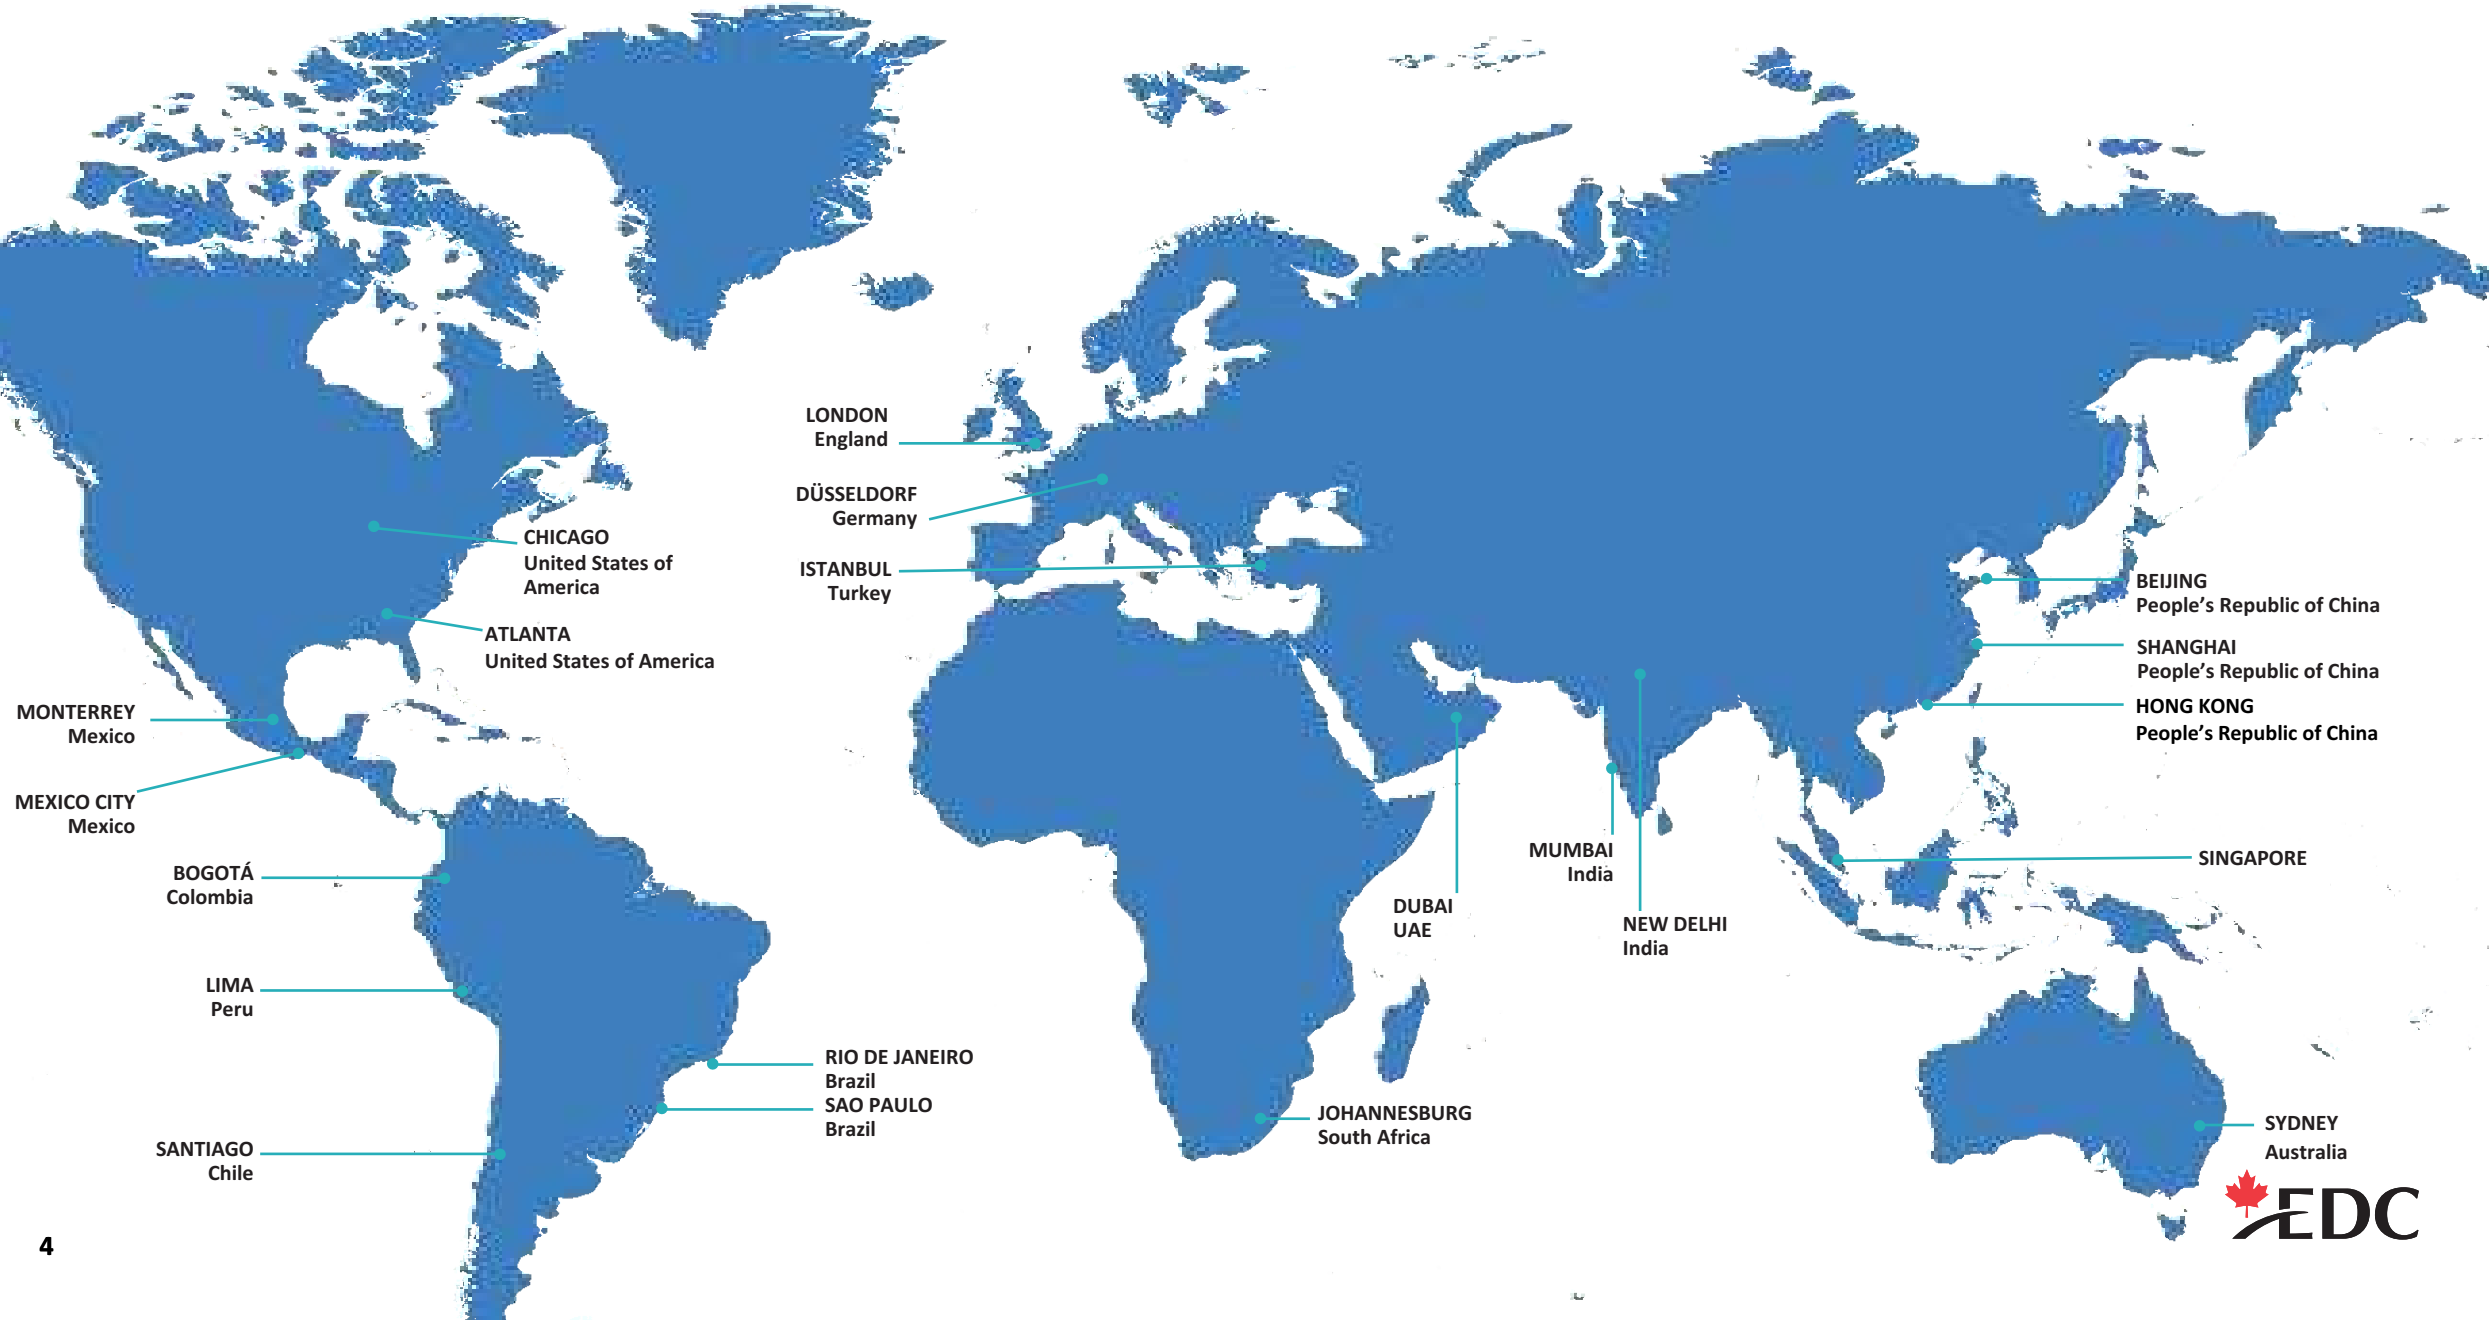 LONDON
England
DÜSSELDORF
Germany
ISTANBUL
Turkey
CHICAGO
United States of
America
ATLANTA
United States of America
MONTERREY
Mexico
MEXICO CITY
Mexico
BOGOTÁ
Colombia
LIMA
Peru
SANTIAGO
Chile
RIO DE JANEIRO
Brazil
SAO PAULO
Brazil
JOHANNESBURG
South Africa
DUBAI
UAE
MUMBAI
India
NEW DELHI
India
BEIJING
People’s Republic of China
SHANGHAI
People’s Republic of China
HONG KONG
People’s Republic of China
SINGAPORE
SYDNEY
Australia
EDC
4